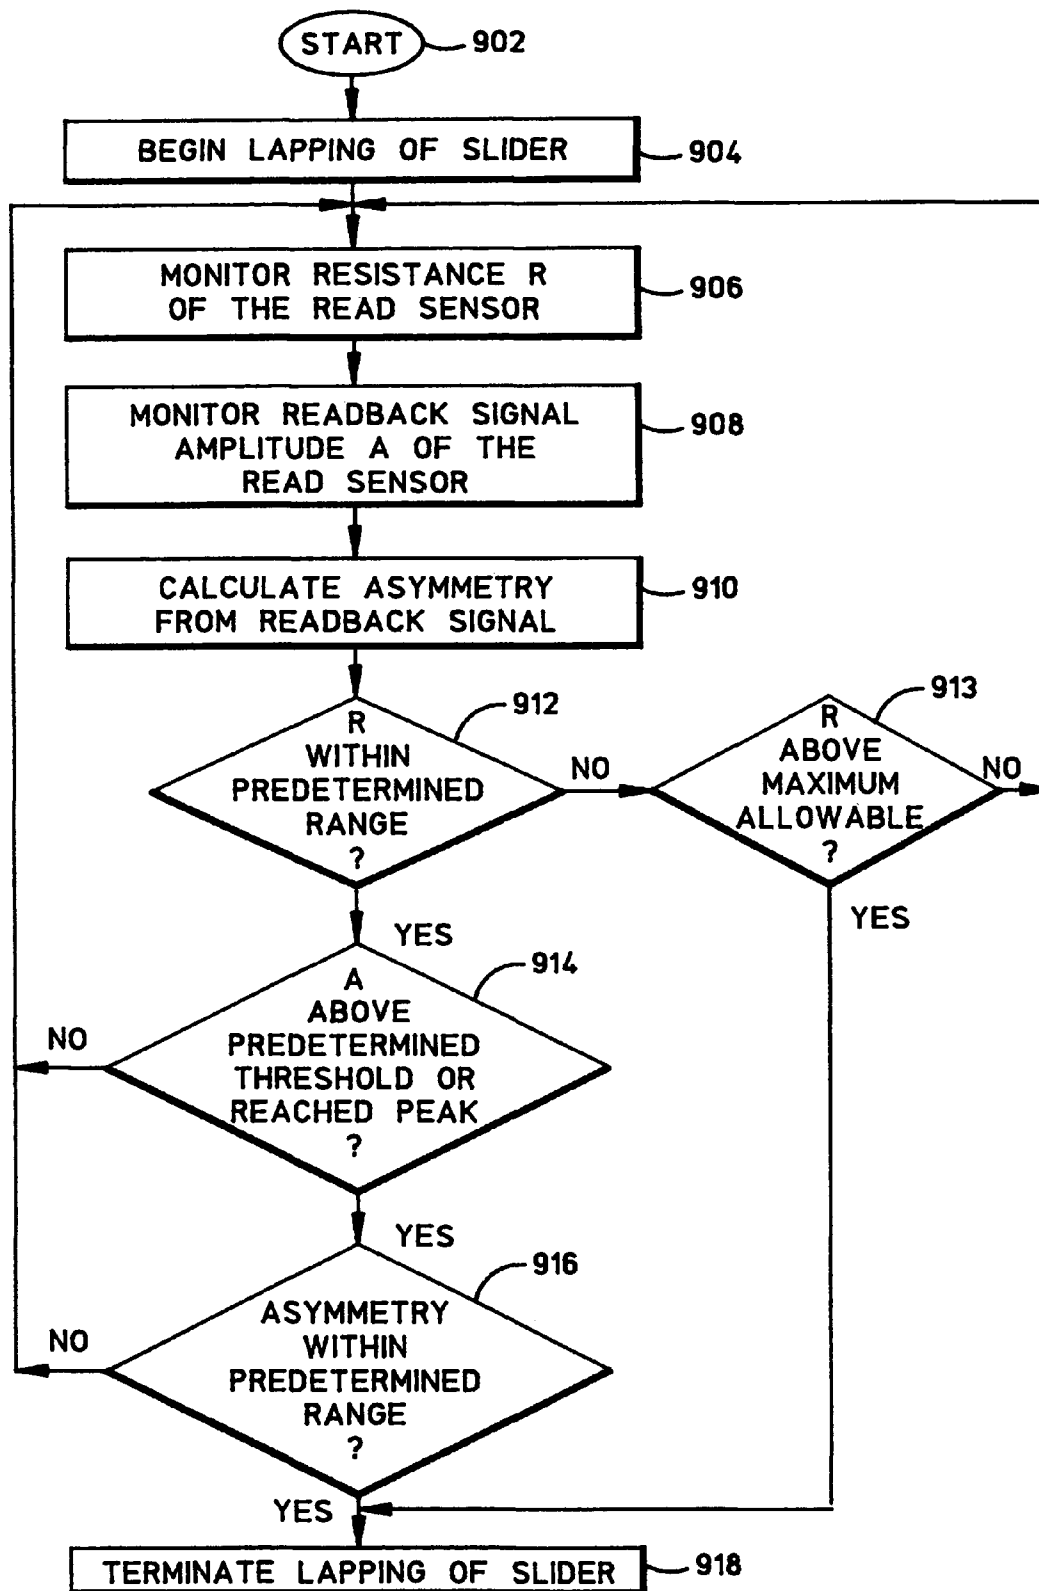 START
902
BEGIN LAPPING OF SLIDER
904
MONITOR RESISTANCE R
OF THE READ SENSOR
906
MONITOR READBACK SIGNAL
AMPLITUDE A OF THE
READ SENSOR
908
CALCULATE ASYMMETRY
FROM READBACK SIGNAL
910
R
WITHIN
PREDETERMINED
RANGE
?
912
NO
R
ABOVE
MAXIMUM
ALLOWABLE
?
913
NO
YES
YES
A
ABOVE
PREDETERMINED
THRESHOLD OR
REACHED PEAK
?
914
NO
YES
ASYMMETRY
WITHIN
PREDETERMINED
RANGE
?
916
NO
YES
TERMINATE LAPPING OF SLIDER
918